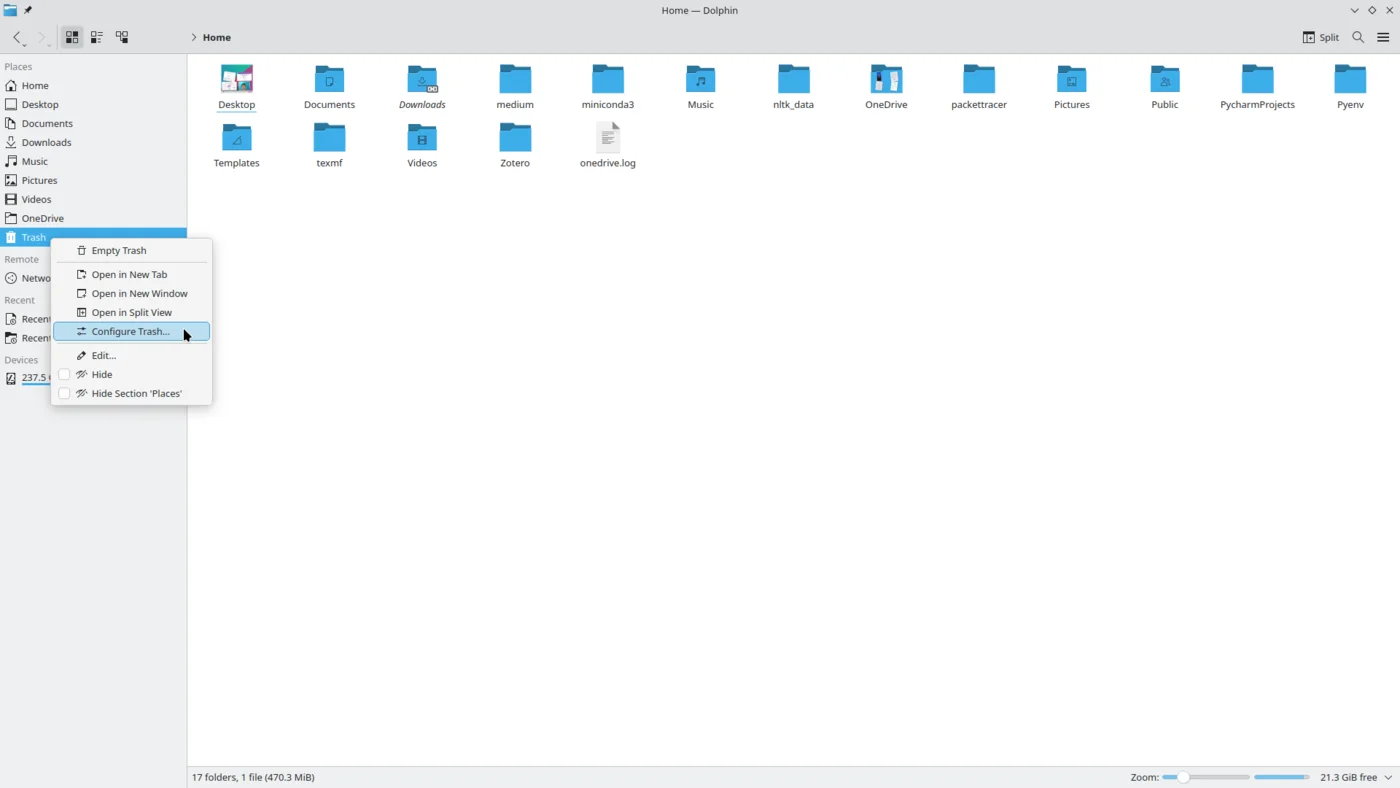 Home — Dolphin
Home
Split
Places
Home
Desktop
Documents
Downloads
Music
Pictures
Videos
OneDrive
Trash
Remote
Netwo
Recent
Recent
Recen
Devices
237.5
Empty Trash
Open in New Tab
Open in New Window
Open in Split View
Configure Trash...
Edit...
Hide
Hide Section 'Places'
Desktop Documents Downloads medium miniconda3 Music nltk_data OneDrive packettracer Pictures Public PycharmProjects Pyenv
Templates texmf Videos Zotero onedrive.log
17 folders, 1 file (470.3 MiB)
Zoom: 21.3 GiB free